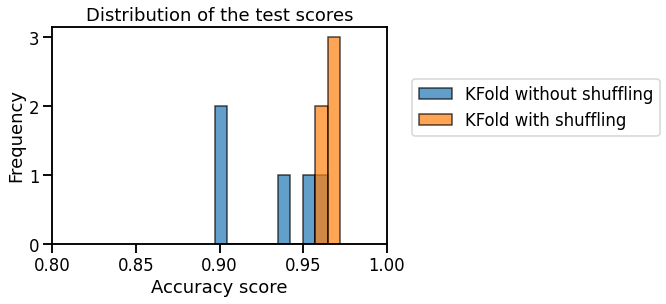 Distribution of the test scores
Frequency
3
2
1
0
0.80 0.85 0.90 0.95 1.00
Accuracy score
KFold without shuffling
KFold with shuffling